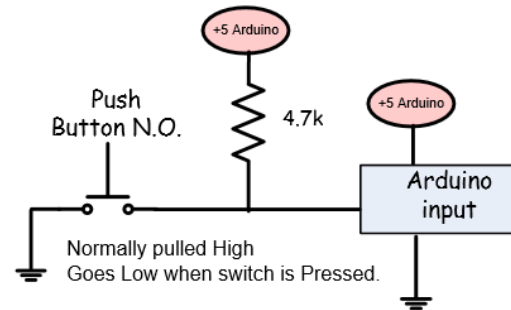 +5 Arduino
+5 Arduino
Push
Button N.O.
4.7k
Arduino
input
Normally pulled High
Goes Low when switch is Pressed.